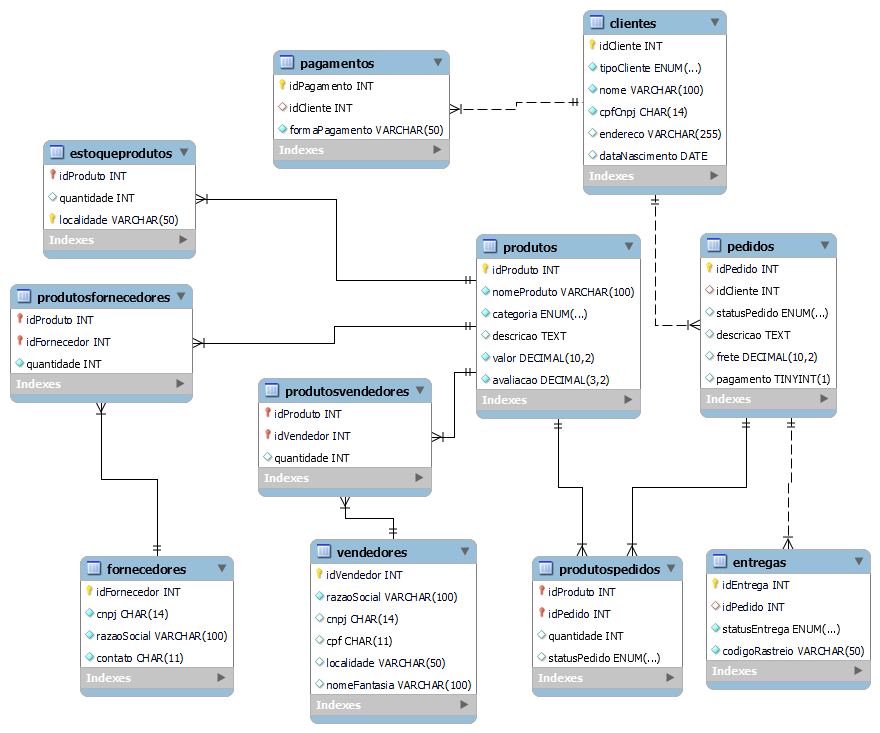 clientes
idCliente INT
tipoCliente ENUM(...)
nome VARCHAR(100)
cpfCnpj CHAR(14)
endereco VARCHAR(255)
dataNascimento DATE
Indexes
pagamentos
idPagamento INT
idCliente INT
formaPagamento VARCHAR(50)
Indexes
estoqueprodutos
idProduto INT
quantidade INT
localidade VARCHAR(50)
Indexes
produtos
idProduto INT
nomeProduto VARCHAR(100)
categoria ENUM(...)
descricao TEXT
valor DECIMAL(10,2)
avaliacao DECIMAL(3,2)
Indexes
pedidos
idPedido INT
idCliente INT
statusPedido ENUM(...)
descricao TEXT
frete DECIMAL(10,2)
pagamento TINYINT(1)
Indexes
produtosfornecedores
idProduto INT
idFornecedor INT
quantidade INT
Indexes
produtosvendedores
idProduto INT
idVendedor INT
quantidade INT
Indexes
fornecedores
idFornecedor INT
cnpj CHAR(14)
razaoSocial VARCHAR(100)
contato CHAR(11)
Indexes
vendedores
idVendedor INT
razaoSocial VARCHAR(100)
cnpj CHAR(14)
cpf CHAR(11)
localidade VARCHAR(50)
nomeFantasia VARCHAR(100)
Indexes
produtospedidos
idProduto INT
idPedido INT
quantidade INT
statusPedido ENUM(...)
Indexes
entregas
idEntrega INT
idPedido INT
statusEntrega ENUM(...)
codigoRastreio VARCHAR(50)
Indexes